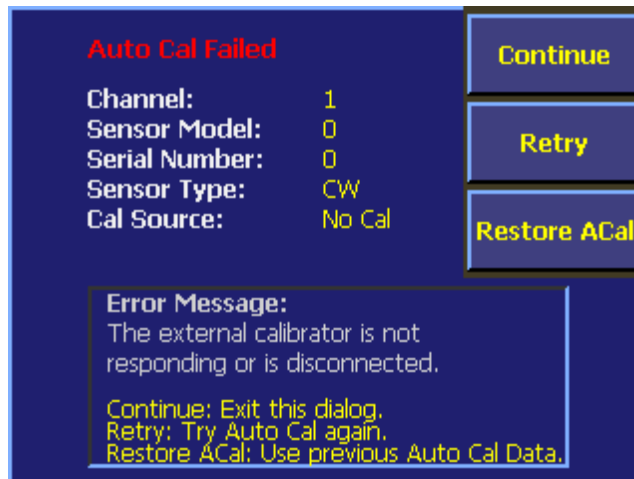 Auto Cal Failed
Channel: 1
Sensor Model: 0
Serial Number: 0
Sensor Type: CW
Cal Source: No Cal
Continue
Retry
Restore ACal
Error Message:
The external calibrator is not
responding or is disconnected.
Continue: Exit this dialog.
Retry: Try Auto Cal again.
Restore ACal: Use previous Auto Cal Data.